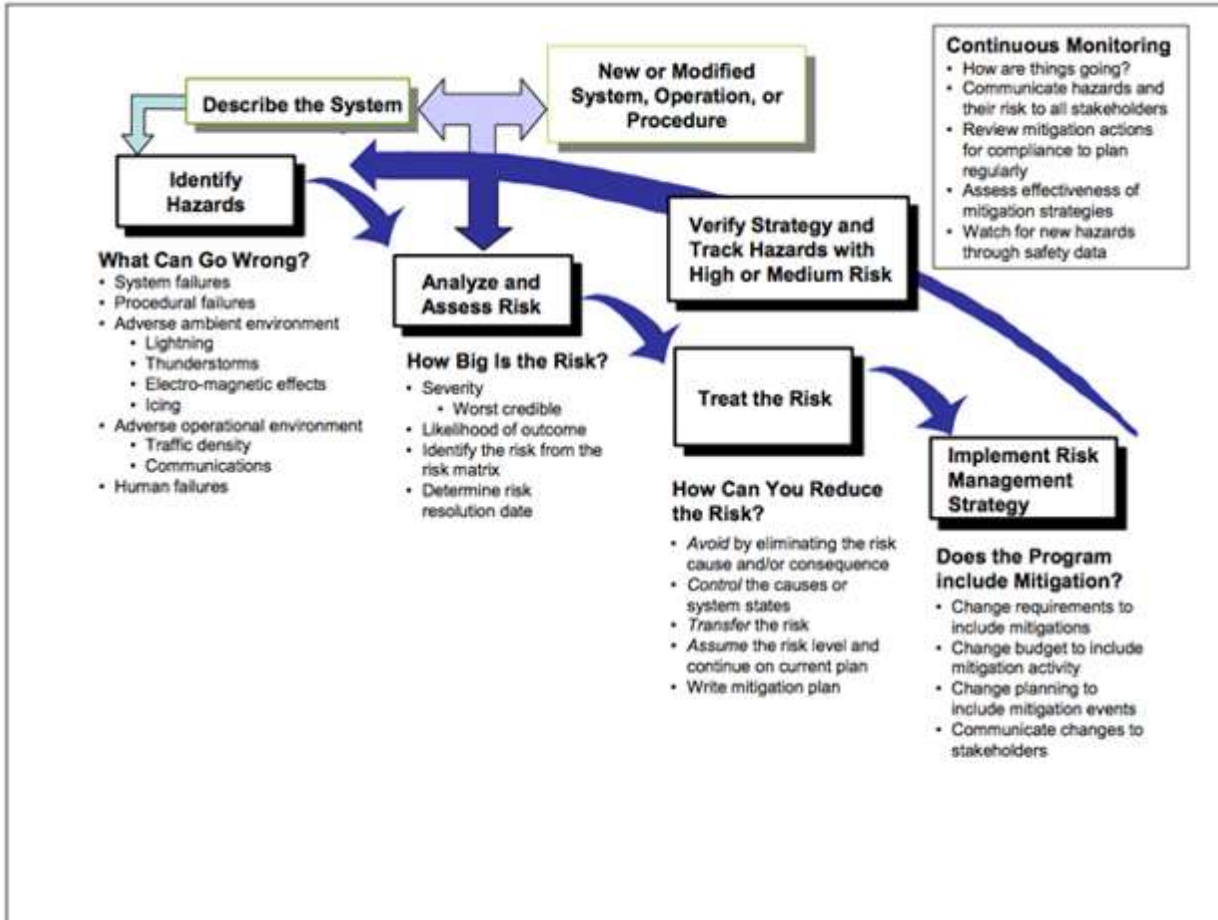 Describe the System
New or Modified
System, Operation, or
Procedure
Continuous Monitoring
• How are things going?
• Communicate hazards and
their risk to all stakeholders
• Review mitigation actions
for compliance to plan
regularly
• Assess effectiveness of
mitigation strategies
• Watch for new hazards
through safety data
Identify
Hazards
What Can Go Wrong?
• System failures
• Procedural failures
• Adverse ambient environment
• Lightning
• Thunderstorms
• Electro-magnetic effects
• Icing
• Adverse operational environment
• Traffic density
• Communications
• Human failures
Analyze and
Assess Risk
How Big Is the Risk?
• Severity
• Worst credible
• Likelihood of outcome
• Identify the risk from the
risk matrix
• Determine risk
resolution date
Verify Strategy and
Track Hazards with
High or Medium Risk
Treat the Risk
How Can You Reduce
the Risk?
• Avoid by eliminating the risk
cause and/or consequence
• Control the causes or
system states
• Transfer the risk
• Assume the risk level and
continue on current plan
• Write mitigation plan
Implement Risk
Management
Strategy
Does the Program
include Mitigation?
• Change requirements to
include mitigations
• Change budget to include
mitigation activity
• Change planning to
include mitigation events
• Communicate changes to
stakeholders